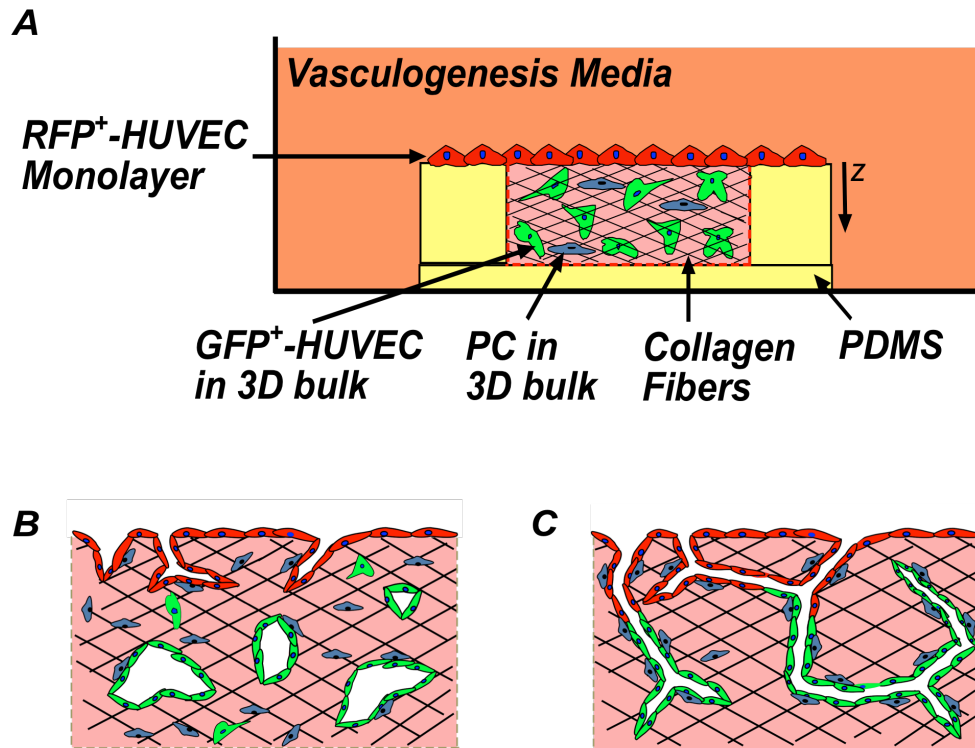 A
Vasculogenesis Media
RFP+-HUVEC
Monolayer
z
GFP+-HUVEC
in 3D bulk
PC in
3D bulk
Collagen
Fibers
PDMS
B
C